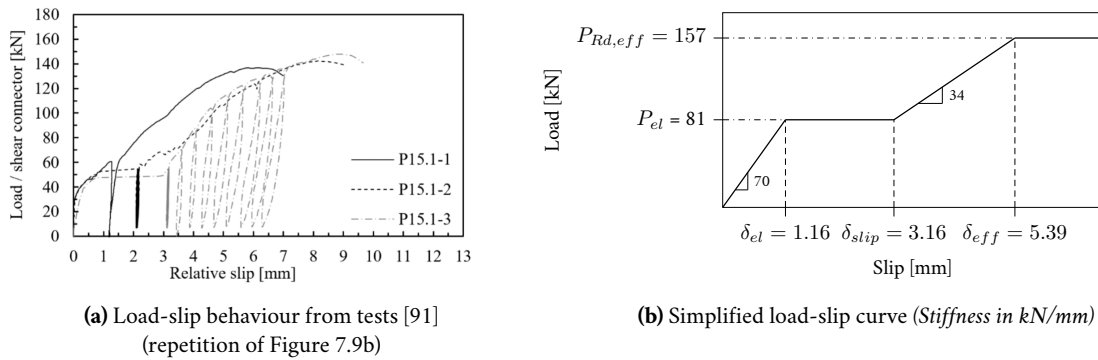 Load / shear connector [kN]
180
160
140
120
100
80
60
40
20
0
0 1 2 3 4 5 6 7 8 9 10 11 12 13
Relative slip [mm]
P15.1-1
P15.1-2
P15.1-3
(a) Load-slip behaviour from tests [91]
(repetition of Figure 7.9b)
Load [kN]
P_{Rd,eff} = 157
P_{el} = 81
70
34
δ_{el} = 1.16 δ_{slip} = 3.16 δ_{eff} = 5.39
Slip [mm]
(b) Simplified load-slip curve (Stiffness in kN/mm)